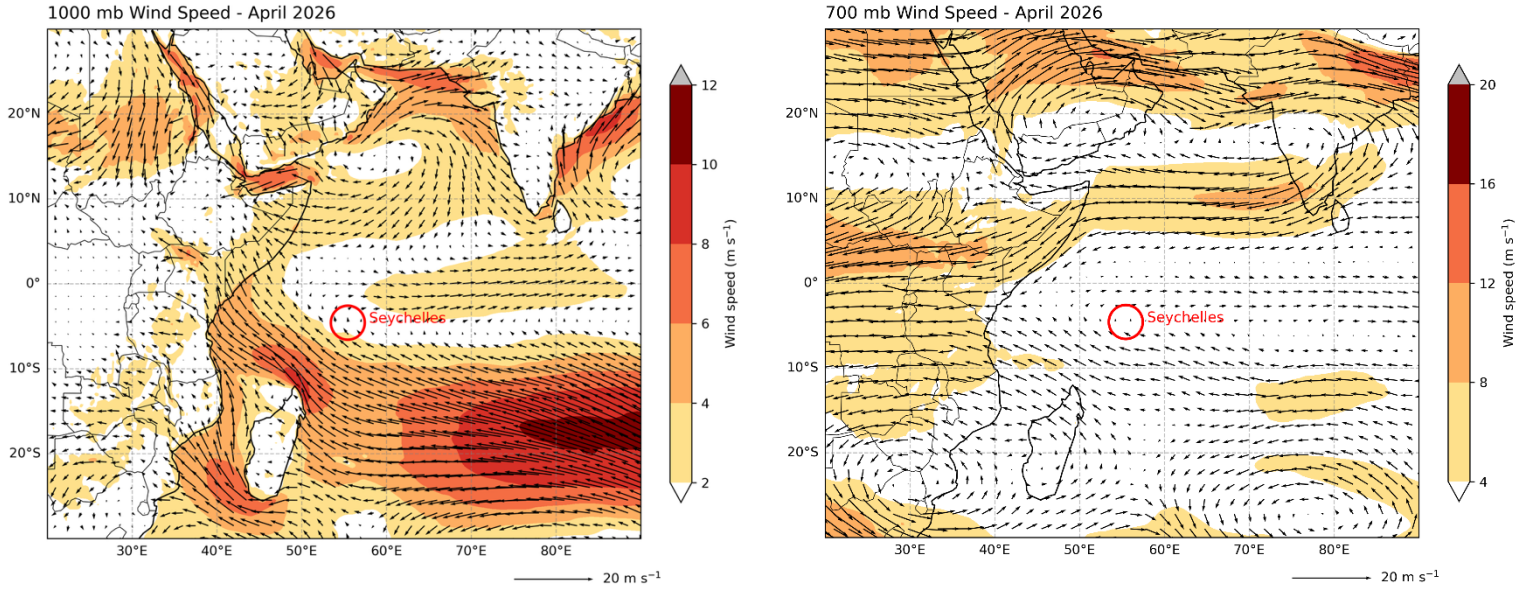 1000 mb Wind Speed - April 2026
20°N
10°N
0°
10°S
20°S
30°E
40°E
50°E
60°E
70°E
80°E
Seychelles
12
10
8
6
4
2
Wind speed (m s⁻¹)
20 m s⁻¹
700 mb Wind Speed - April 2026
20°N
10°N
0°
10°S
20°S
30°E
40°E
50°E
60°E
70°E
80°E
Seychelles
20
16
12
8
4
Wind speed (m s⁻¹)
20 m s⁻¹